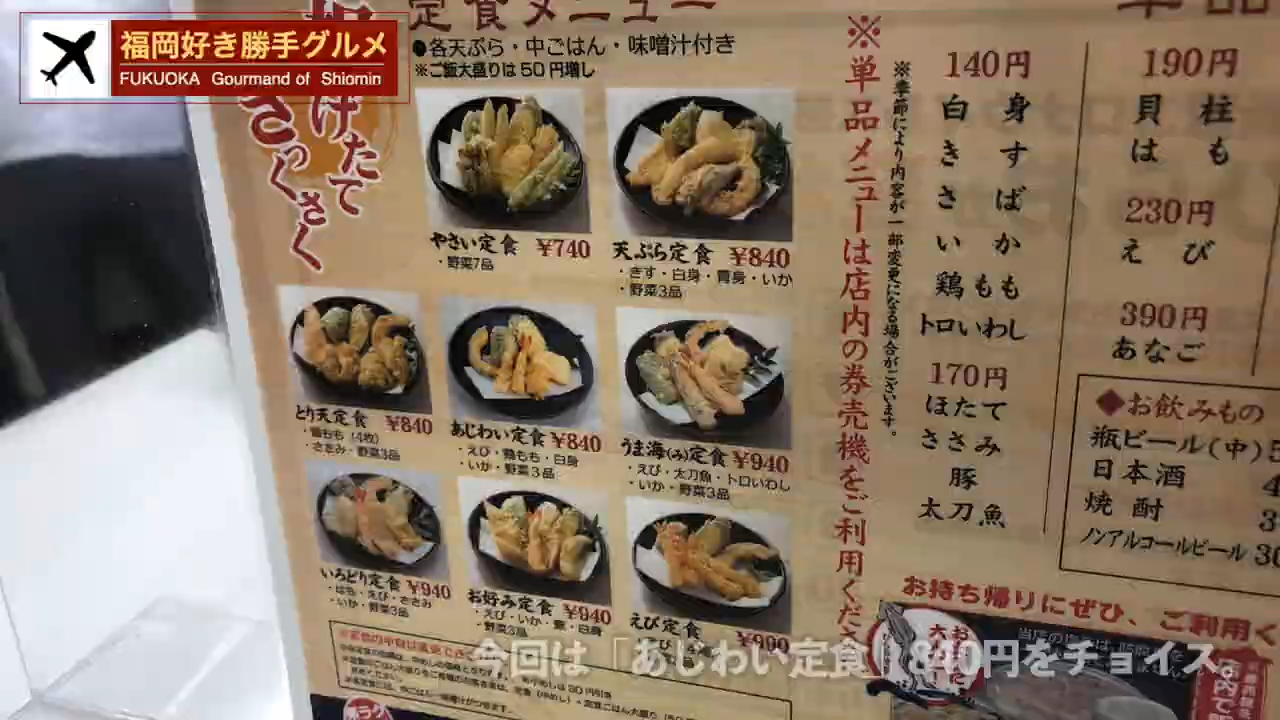 福岡好き勝手グルメ
FUKUOKA Gourmand of Shiomin
定食メニュー
●各天ぷら・中ごはん・味噌汁付き
※ご飯大盛りは50円増し
げたて
さっくさく
やさい定食 ¥740
・野菜7品
天ぷら定食 ¥840
・きす・白身・貝身・いか
・野菜3品
とり天定食 ¥840
・鶏もも(4枚)
・ささみ・野菜3品
あじわい定食 ¥840
・えび・鶏もも・白身
・いか・野菜3品
うま海(み)定食 ¥940
・えび・太刀魚・トロいわし
・いか・野菜3品
いろどり定食 ¥940
・はも・えび・ささみ
・いか・野菜3品
お好み定食 ¥940
・えび・いか・豚・白身
・野菜3品
えび定食 ¥990
※単品メニューは店内の券売機をご利用くださ
※季節により内容が一部変更になる場合がございます。
140円
白身
きす
さば
いか
鶏もも
トロいわし
170円
ほたて
ささみ
豚
太刀魚
190円
貝柱
はも
230円
えび
390円
あなご
◆お飲みもの
瓶ビール(中)5
日本酒 4
焼酎 3
ノンアルコールビール 30
お持ち帰りにぜひ、ご利用く
今回は「あじわい定食」840円をチョイス。